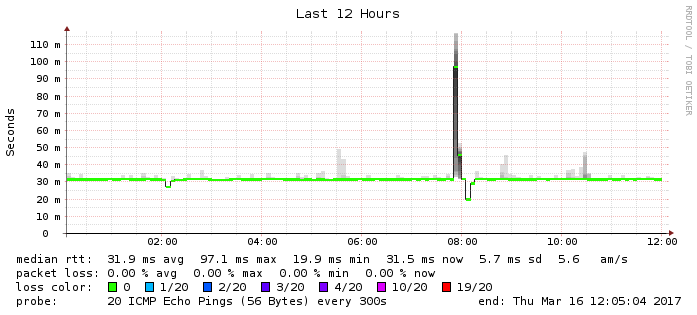 Last 12 Hours
RRDTOOL / TOBI OETIKER
Seconds
110 m
100 m
90 m
80 m
70 m
60 m
50 m
40 m
30 m
20 m
10 m
0
02:00 04:00 06:00 08:00 10:00 12:00
median rtt: 31.9 ms avg 97.1 ms max 19.9 ms min 31.5 ms now 5.7 ms sd 5.6 am/s
packet loss: 0.00 % avg 0.00 % max 0.00 % min 0.00 % now
loss color: 0 1/20 2/20 3/20 4/20 10/20 19/20
probe: 20 ICMP Echo Pings (56 Bytes) every 300s end: Thu Mar 16 12:05:04 2017